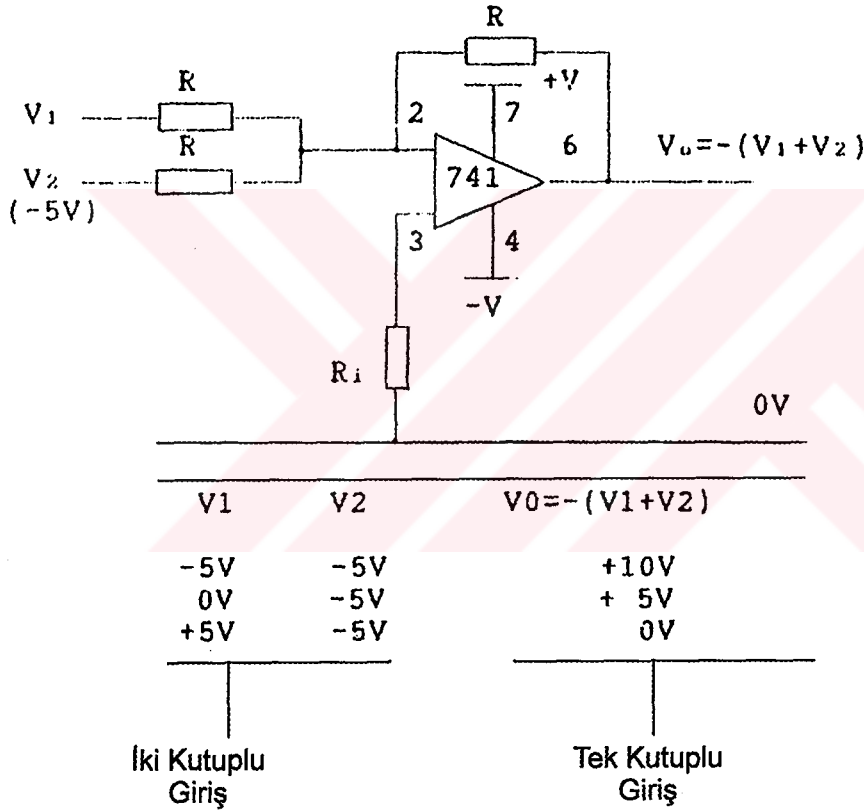 R
+V
R
V1
2
7
R
6
Vo=-(V1+V2)
V2
741
(-5V)
3
4
-V
Ri
0V
V1 V2 V0=-(V1+V2)
-5V -5V +10V
0V -5V + 5V
+5V -5V 0V
İki Kutuplu
Giriş
Tek Kutuplu
Giriş